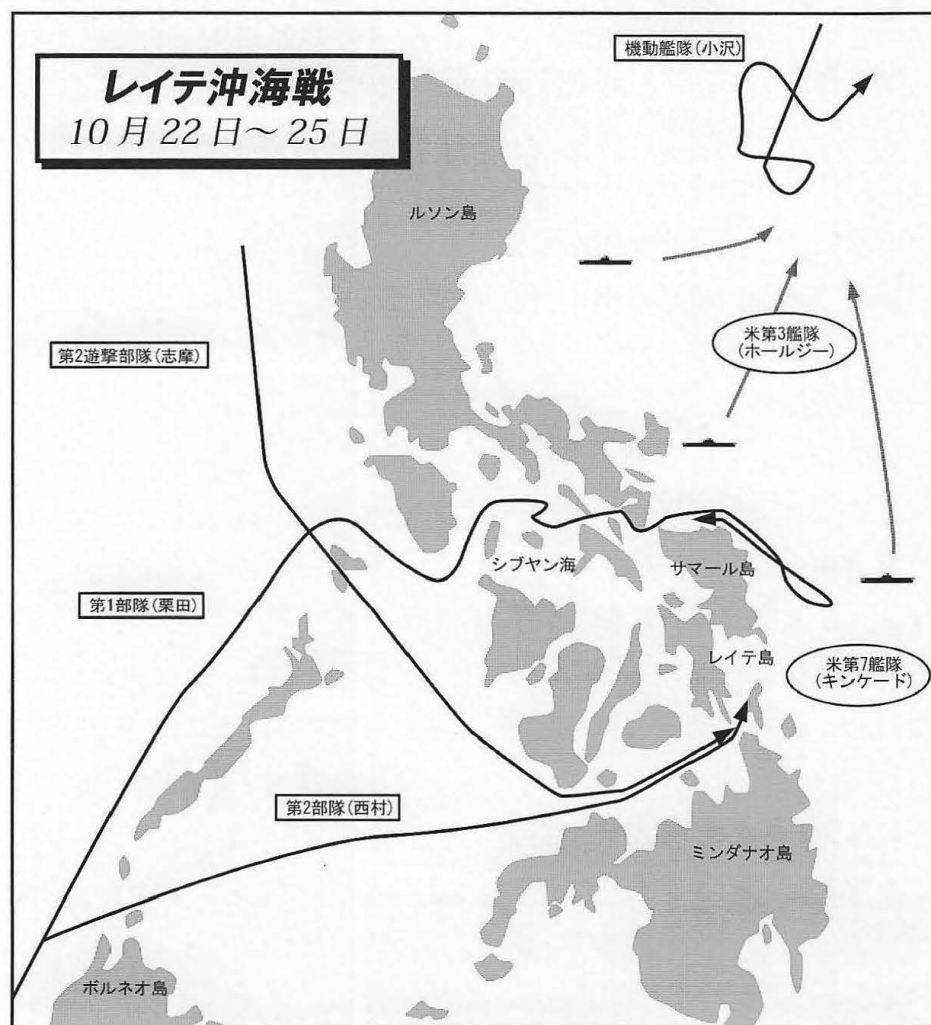 レイテ沖海戦
10月22日～25日
機動艦隊(小沢)
ルソン島
米第3艦隊
(ホールジー)
第2遊撃部隊(志摩)
シブヤン海
サマール島
第1部隊(栗田)
レイテ島
米第7艦隊
(キンケード)
第2部隊(西村)
ミンダナオ島
ボルネオ島